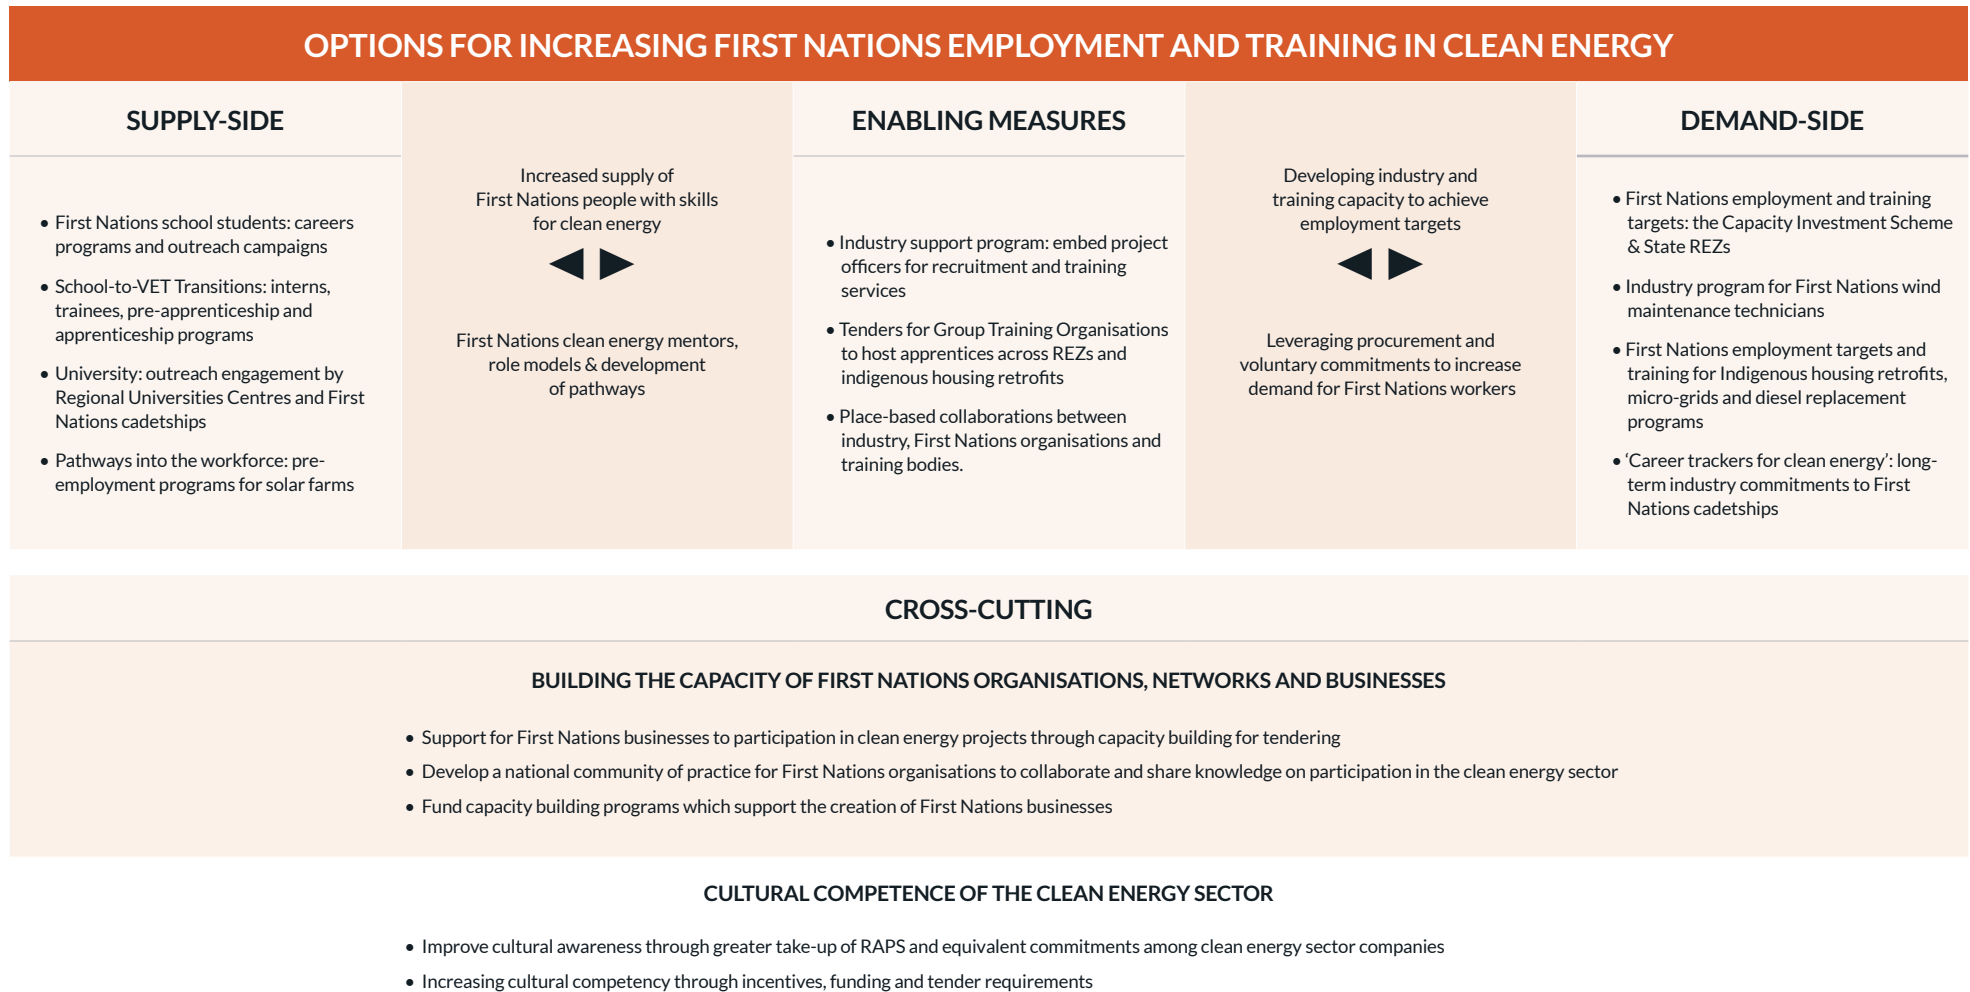 OPTIONS FOR INCREASING FIRST NATIONS EMPLOYMENT AND TRAINING IN CLEAN ENERGY
SUPPLY-SIDE
• First Nations school students: careers
programs and outreach campaigns
• School-to-VET Transitions: interns,
trainees, pre-apprenticeship and
apprenticeship programs
• University: outreach engagement by
Regional Universities Centres and First
Nations cadetships
• Pathways into the workforce: pre-
employment programs for solar farms
Increased supply of
First Nations people with skills
for clean energy
First Nations clean energy mentors,
role models & development
of pathways
ENABLING MEASURES
• Industry support program: embed project
officers for recruitment and training
services
• Tenders for Group Training Organisations
to host apprentices across REZs and
indigenous housing retrofits
• Place-based collaborations between
industry, First Nations organisations and
training bodies.
Developing industry and
training capacity to achieve
employment targets
Leveraging procurement and
voluntary commitments to increase
demand for First Nations workers
DEMAND-SIDE
• First Nations employment and training
targets: the Capacity Investment Scheme
& State REZs
• Industry program for First Nations wind
maintenance technicians
• First Nations employment targets and
training for Indigenous housing retrofits,
micro-grids and diesel replacement
programs
• ‘Career trackers for clean energy’: long-
term industry commitments to First
Nations cadetships
CROSS-CUTTING
BUILDING THE CAPACITY OF FIRST NATIONS ORGANISATIONS, NETWORKS AND BUSINESSES
• Support for First Nations businesses to participation in clean energy projects through capacity building for tendering
• Develop a national community of practice for First Nations organisations to collaborate and share knowledge on participation in the clean energy sector
• Fund capacity building programs which support the creation of First Nations businesses
CULTURAL COMPETENCE OF THE CLEAN ENERGY SECTOR
• Improve cultural awareness through greater take-up of RAPS and equivalent commitments among clean energy sector companies
• Increasing cultural competency through incentives, funding and tender requirements